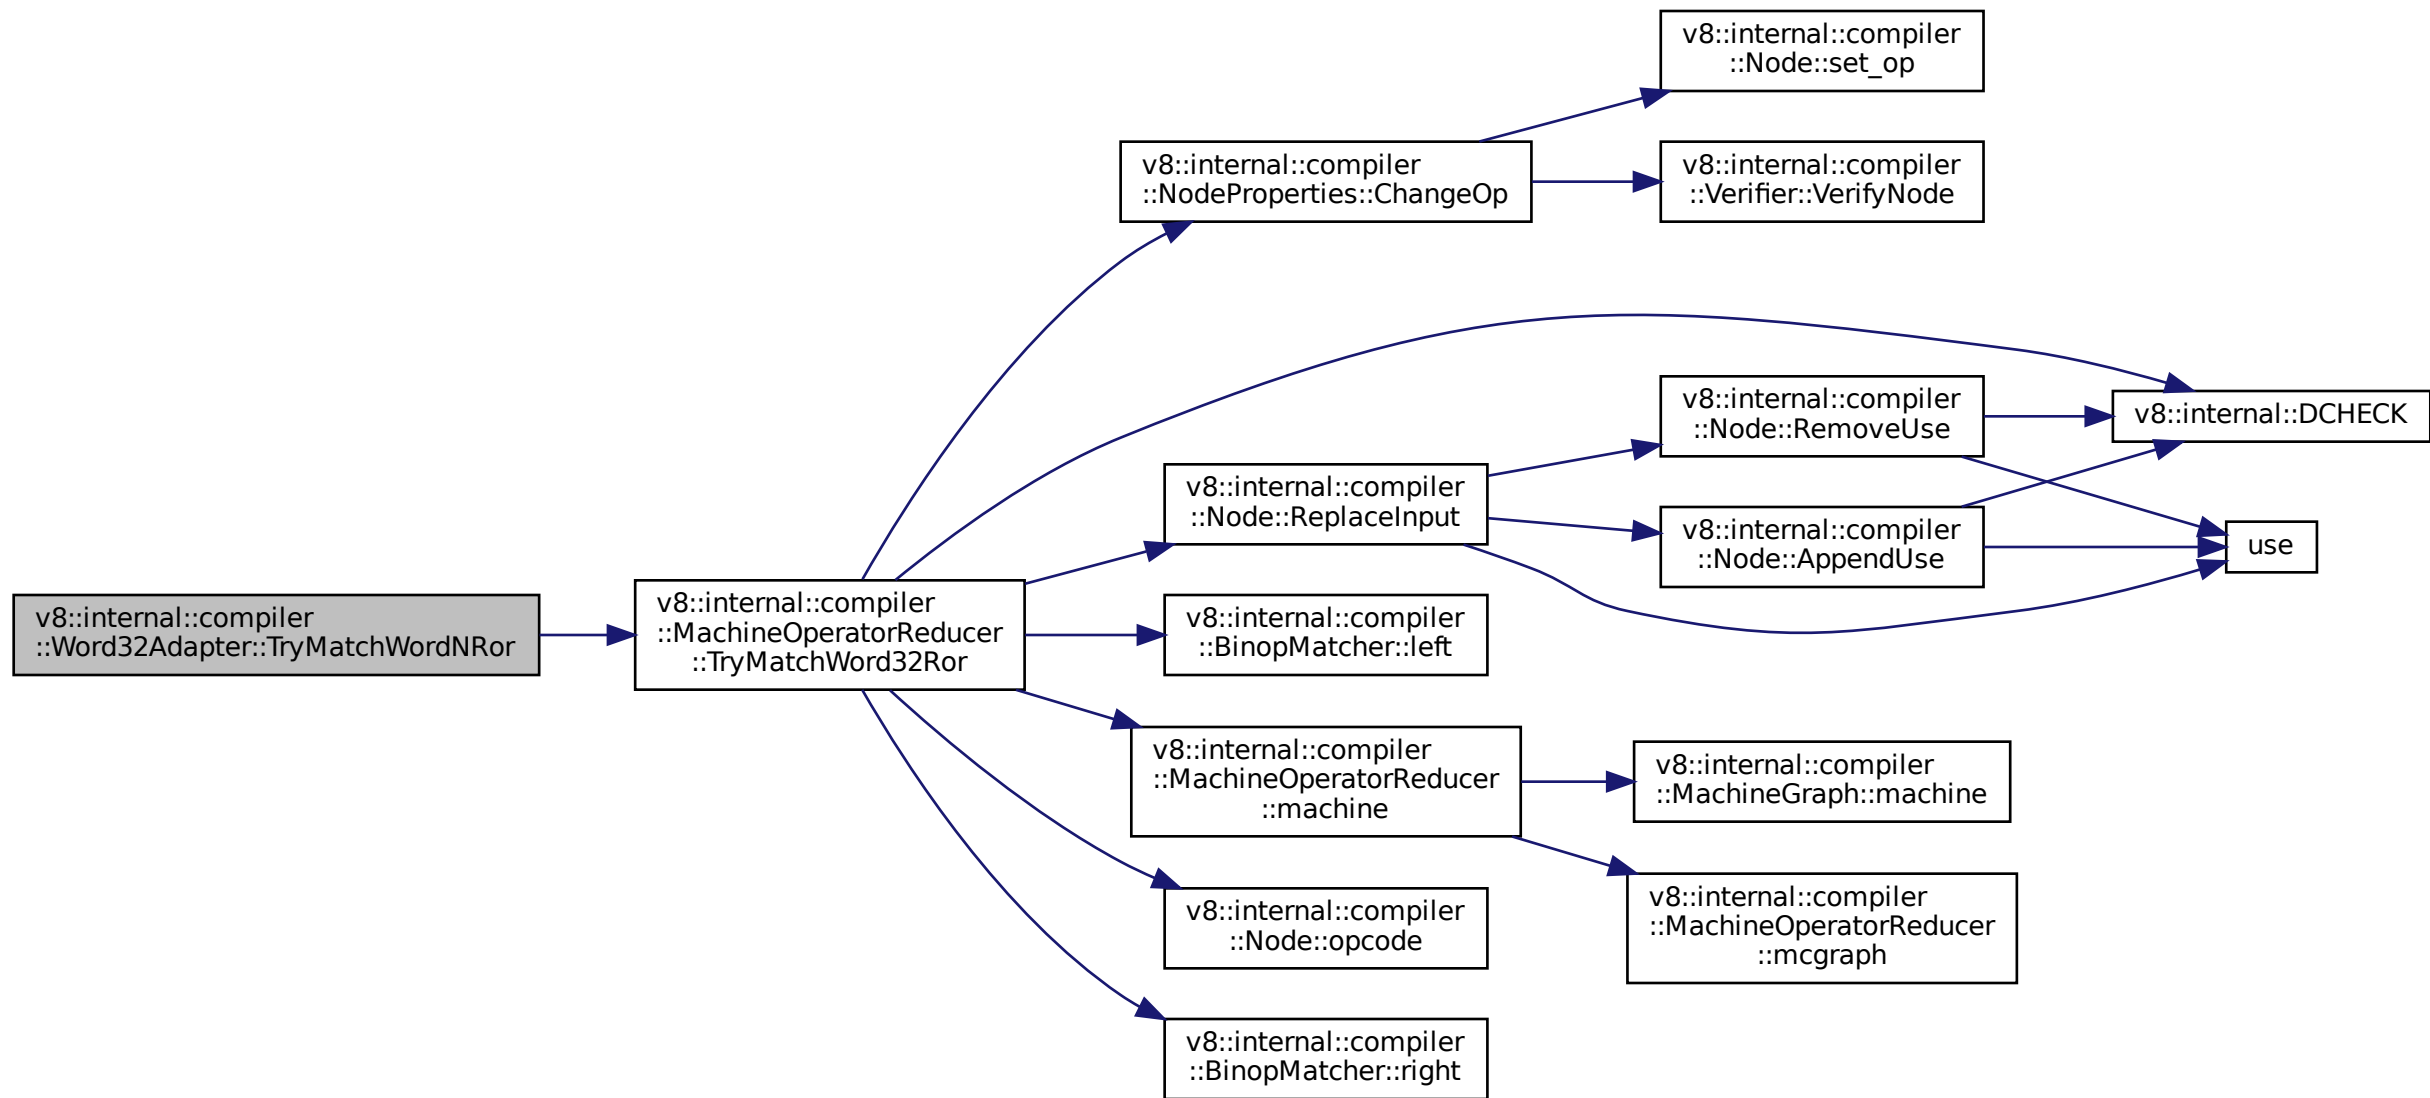 v8::internal::compiler
::Node::set_op
v8::internal::compiler
::NodeProperties::ChangeOp
v8::internal::compiler
::Verifier::VerifyNode
v8::internal::compiler
::Node::RemoveUse
v8::internal::DCHECK
v8::internal::compiler
::Node::ReplaceInput
v8::internal::compiler
::Node::AppendUse
use
v8::internal::compiler
::Word32Adapter::TryMatchWordNRor
v8::internal::compiler
::MachineOperatorReducer
::TryMatchWord32Ror
v8::internal::compiler
::BinopMatcher::left
v8::internal::compiler
::MachineOperatorReducer
::machine
v8::internal::compiler
::MachineGraph::machine
v8::internal::compiler
::Node::opcode
v8::internal::compiler
::MachineOperatorReducer
::mcgraph
v8::internal::compiler
::BinopMatcher::right